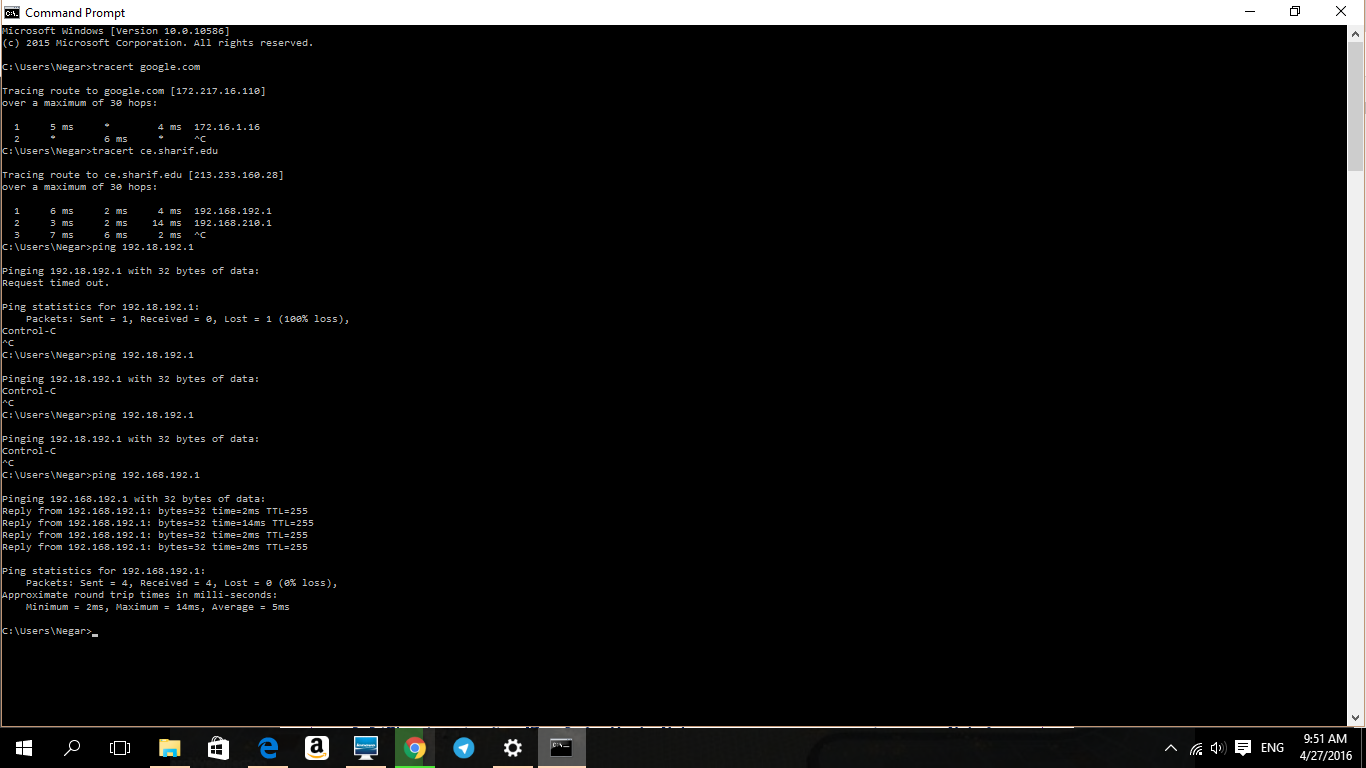 Command Prompt
Microsoft Windows [Version 10.0.10586]
(c) 2015 Microsoft Corporation. All rights reserved.
C:\Users\Negar>tracert google.com
Tracing route to google.com [172.217.16.110]
over a maximum of 30 hops:
1 5 ms * 4 ms 172.16.1.16
2 * 6 ms * ^C
C:\Users\Negar>tracert ce.sharif.edu
Tracing route to ce.sharif.edu [213.233.160.28]
over a maximum of 30 hops:
1 6 ms 2 ms 4 ms 192.168.192.1
2 3 ms 2 ms 14 ms 192.168.210.1
3 7 ms 6 ms 2 ms ^C
C:\Users\Negar>ping 192.18.192.1
Pinging 192.18.192.1 with 32 bytes of data:
Request timed out.
Ping statistics for 192.18.192.1:
Packets: Sent = 1, Received = 0, Lost = 1 (100% loss),
Control-C
^C
C:\Users\Negar>ping 192.18.192.1
Pinging 192.18.192.1 with 32 bytes of data:
Control-C
^C
C:\Users\Negar>ping 192.18.192.1
Pinging 192.18.192.1 with 32 bytes of data:
Control-C
^C
C:\Users\Negar>ping 192.168.192.1
Pinging 192.168.192.1 with 32 bytes of data:
Reply from 192.168.192.1: bytes=32 time=2ms TTL=255
Reply from 192.168.192.1: bytes=32 time=14ms TTL=255
Reply from 192.168.192.1: bytes=32 time=2ms TTL=255
Reply from 192.168.192.1: bytes=32 time=2ms TTL=255
Ping statistics for 192.168.192.1:
Packets: Sent = 4, Received = 4, Lost = 0 (0% loss),
Approximate round trip times in milli-seconds:
Minimum = 2ms, Maximum = 14ms, Average = 5ms
C:\Users\Negar>_
ENG
9:51 AM
4/27/2016